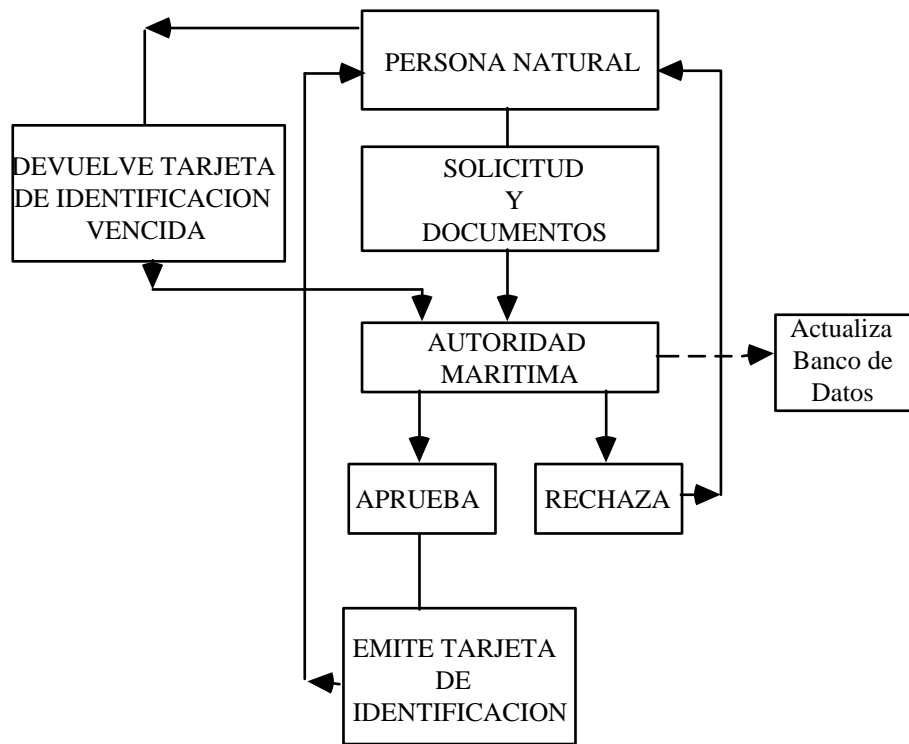 PERSONA NATURAL
DEVUELVE TARJETA
DE IDENTIFICACION
VENCIDA
SOLICITUD
Y
DOCUMENTOS
AUTORIDAD
MARITIMA
Actualiza
Banco de
Datos
APRUEBA
RECHAZA
EMITE TARJETA
DE
IDENTIFICACION